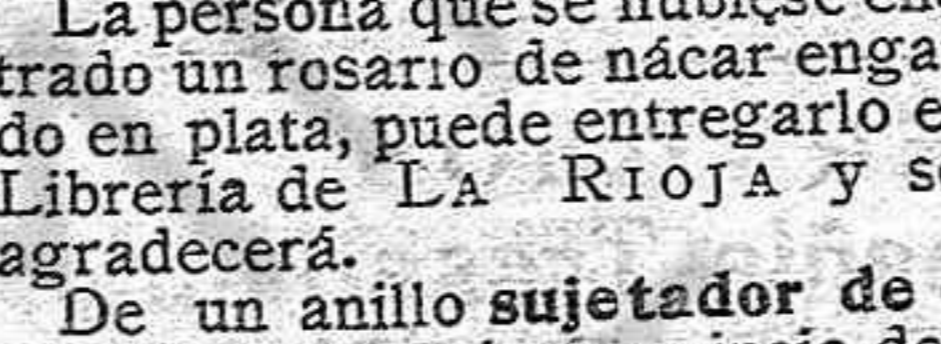 La persona que se hubiese
trado un rosario de nácar enga
do en plata, puede entregarlo e
Librería de LA RIOJA y se
agradecerá.
De un anillo sujetador de